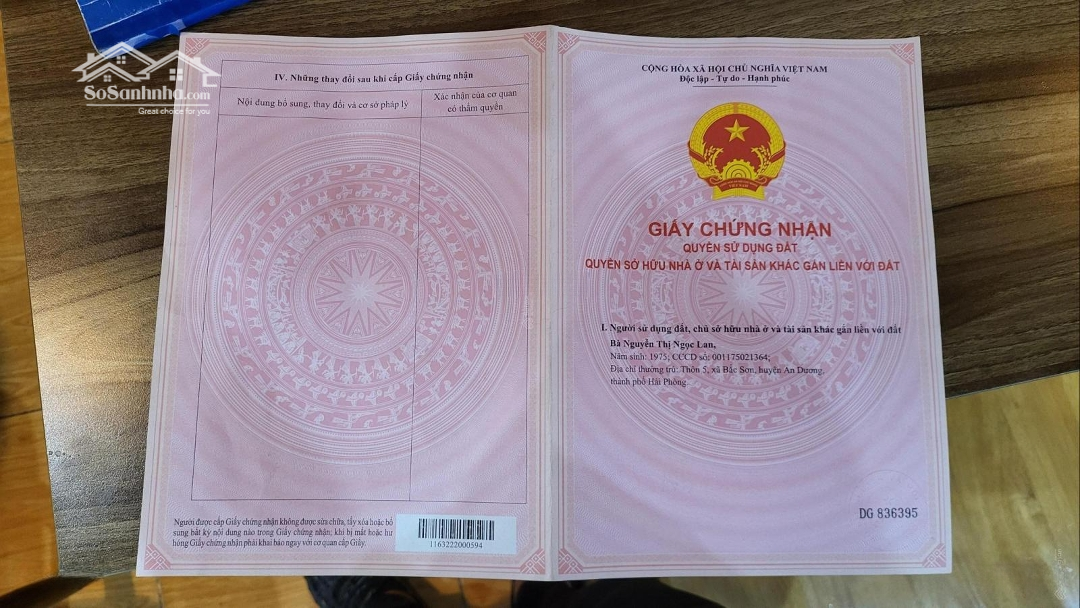 SoSanhnha.com
Great choice for you
IV. Những thay đổi sau khi cấp Giấy chứng nhận
Nội dung bổ sung, thay đổi và cơ sở pháp lý
Xác nhận của cơ quan
có thẩm quyền
Người được cấp Giấy chứng nhận không được sửa chữa, tẩy xóa hoặc bổ
sung bất kỳ nội dung nào trong Giấy chứng nhận; khi bị mất hoặc hư
hỏng Giấy chứng nhận phải khai báo ngay với cơ quan cấp Giấy.
1163222000594
CỘNG HÒA XÃ HỘI CHỦ NGHĨA VIỆT NAM
Độc lập - Tự do - Hạnh phúc
VIỆT NAM
GIẤY CHỨNG NHẬN
QUYỀN SỬ DỤNG ĐẤT
QUYỀN SỞ HỮU NHÀ Ở VÀ TÀI SẢN KHÁC GẮN LIỀN VỚI ĐẤT
I. Người sử dụng đất, chủ sở hữu nhà ở và tài sản khác gắn liền với đất
Bà Nguyễn Thị Ngọc Lan,
Năm sinh: 1975; CCCD số: 001175021364;
Địa chỉ thường trú: Thôn 5, xã Bắc Sơn, huyện An Dương,
thành phố Hải Phòng.
DG 836395